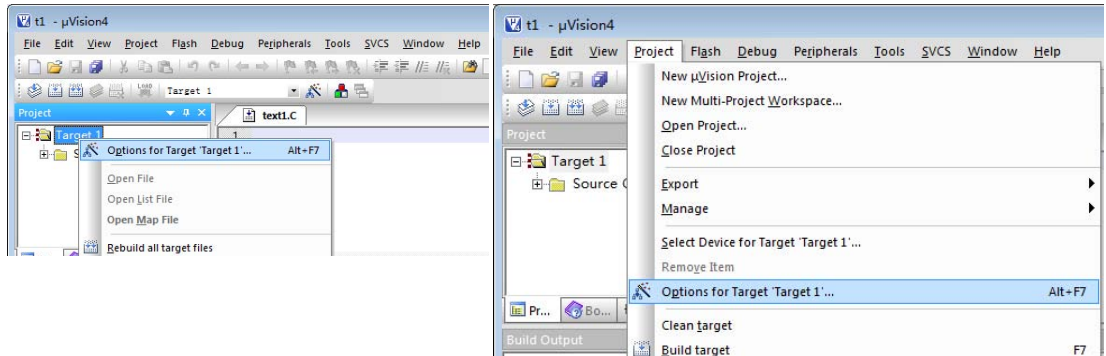 t1 - µVision4
File Edit View Project Flash Debug Peripherals Tools SVCS Window Help
Target 1
Project
text1.C
Target 1
1
S
Options for Target 'Target 1'... Alt+F7
Open File
Open List File
Open Map File
Rebuild all target files
t1 - µVision4
File Edit View Project Flash Debug Peripherals Tools SVCS Window Help
New µVision Project...
New Multi-Project Workspace...
Open Project...
Close Project
Project
Target 1
Source
Export
Manage
Select Device for Target 'Target 1'...
Remove Item
Options for Target 'Target 1'... Alt+F7
Pr... Bo...
Clean target
Build Output
Build target F7